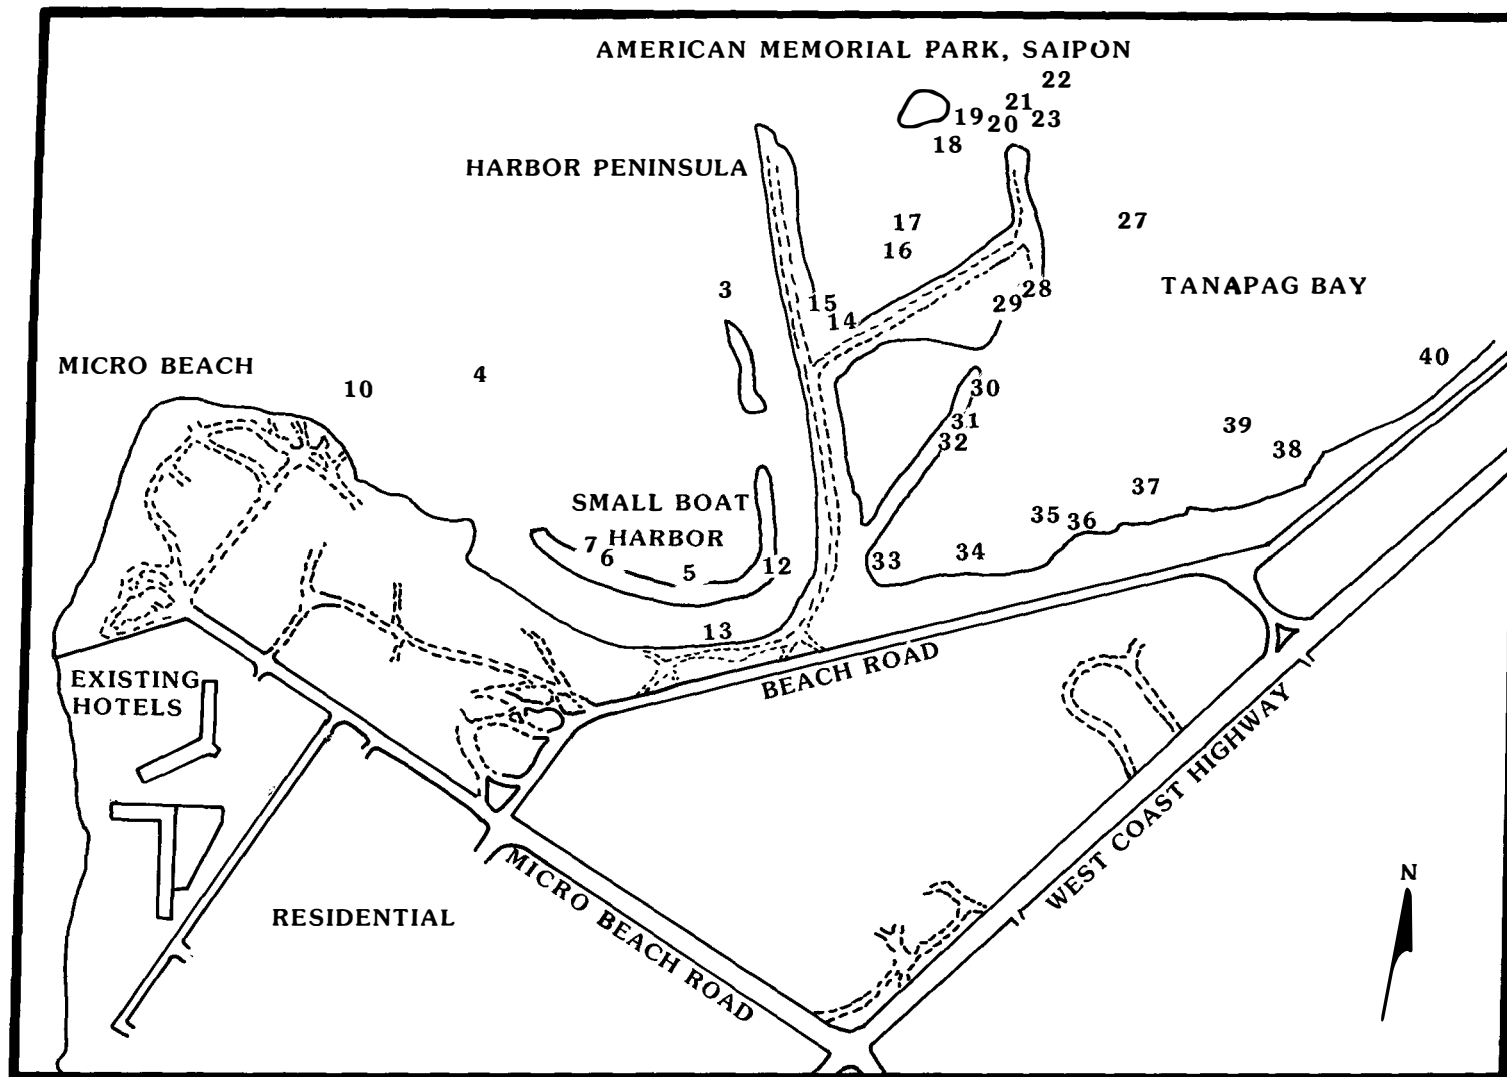 AMERICAN MEMORIAL PARK, SAIPON
22
21
19 20 23
18
HARBOR PENINSULA
17
27
16
3
15
14
28
29
TANAPAG BAY
MICRO BEACH
10
4
40
30
31
32
39
38
37
SMALL BOAT
HARBOR
7
6
5
12
35 36
33
34
13
BEACH ROAD
EXISTING
HOTELS
WEST COAST HIGHWAY
MICRO BEACH ROAD
RESIDENTIAL
N